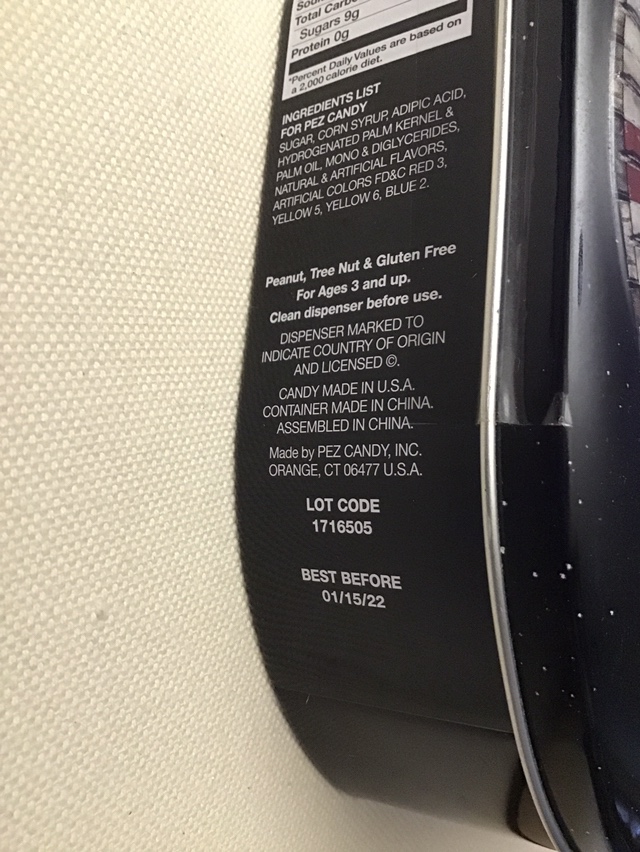 Total Carb
Sugars 9g
Protein 0g
*Percent Daily Values are based on
a 2,000 calorie diet.
INGREDIENTS LIST
FOR PEZ CANDY
SUGAR, CORN SYRUP, ADIPIC ACID,
HYDROGENATED PALM KERNEL &
PALM OIL, MONO & DIGLYCERIDES,
NATURAL & ARTIFICIAL FLAVORS,
ARTIFICIAL COLORS FD&C RED 3,
YELLOW 5, YELLOW 6, BLUE 2.
Peanut, Tree Nut & Gluten Free
For Ages 3 and up.
Clean dispenser before use.
DISPENSER MARKED TO
INDICATE COUNTRY OF ORIGIN
AND LICENSED ©.
CANDY MADE IN U.S.A.
CONTAINER MADE IN CHINA.
ASSEMBLED IN CHINA.
Made by PEZ CANDY, INC.
ORANGE, CT 06477 U.S.A.
LOT CODE
1716505
BEST BEFORE
01/15/22